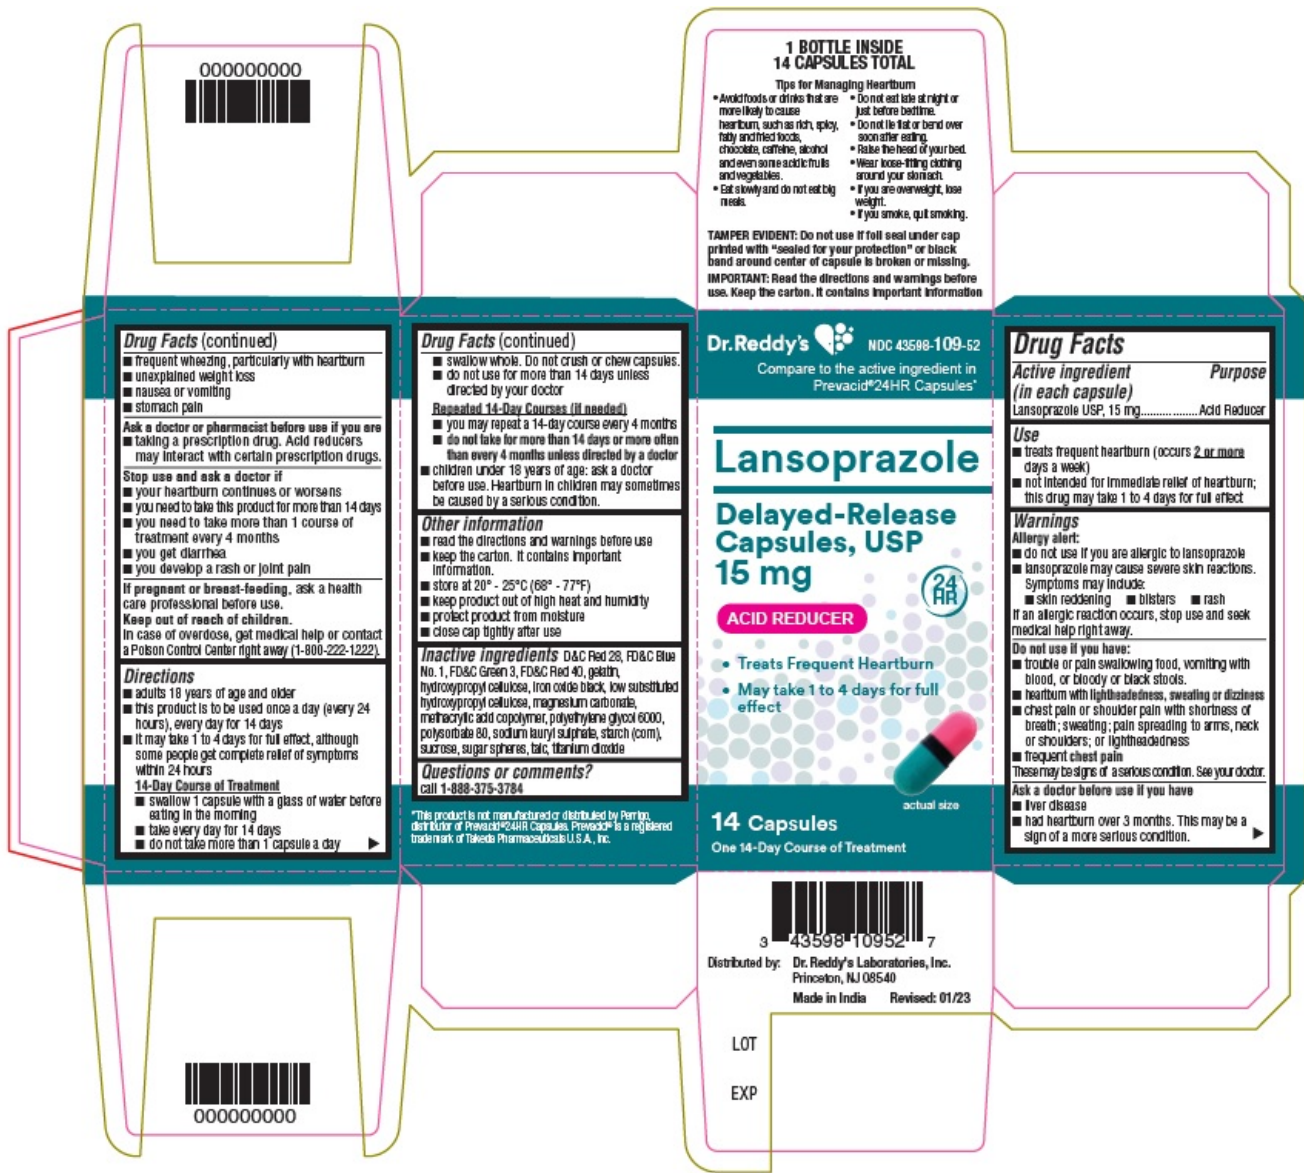 000000000
1 BOTTLE INSIDE
14 CAPSULES TOTAL
Tips for Managing Heartburn
• Avoid foods or drinks that are
more likely to cause
heartburn, such as rich, spicy,
fatty and fried foods,
chocolate, caffeine, alcohol
and even some acidic fruits
and vegetables.
• Eat slowly and do not eat big
meals.
• Do not eat late at night or
just before bedtime.
• Do not lie flat or bend over
soon after eating.
• Raise the head of your bed.
• Wear loose-fitting clothing
around your stomach.
• If you are overweight, lose
weight.
• If you smoke, quit smoking.
TAMPER EVIDENT: Do not use if foil seal under cap
printed with “sealed for your protection” or black
band around center of capsule is broken or missing.
IMPORTANT: Read the directions and warnings before
use. Keep the carton. It contains important information
Drug Facts (continued)
■ frequent wheezing, particularly with heartburn
■ unexplained weight loss
■ nausea or vomiting
■ stomach pain
Ask a doctor or pharmacist before use if you are
■ taking a prescription drug. Acid reducers
may interact with certain prescription drugs.
Stop use and ask a doctor if
■ your heartburn continues or worsens
■ you need to take this product for more than 14 days
■ you need to take more than 1 course of
treatment every 4 months
■ you get diarrhea
■ you develop a rash or joint pain
If pregnant or breast-feeding, ask a health
care professional before use.
Keep out of reach of children.
In case of overdose, get medical help or contact
a Poison Control Center right away (1-800-222-1222).
Directions
■ adults 18 years of age and older
■ this product is to be used once a day (every 24
hours), every day for 14 days
■ it may take 1 to 4 days for full effect, although
some people get complete relief of symptoms
within 24 hours
14-Day Course of Treatment
■ swallow 1 capsule with a glass of water before
eating in the morning
■ take every day for 14 days
■ do not take more than 1 capsule a day
Drug Facts (continued)
■ swallow whole. Do not crush or chew capsules.
■ do not use for more than 14 days unless
directed by your doctor
Repeated 14-Day Courses (if needed)
■ you may repeat a 14-day course every 4 months
■ do not take for more than 14 days or more often
than every 4 months unless directed by a doctor
■ children under 18 years of age: ask a doctor
before use. Heartburn in children may sometimes
be caused by a serious condition.
Other information
■ read the directions and warnings before use
■ keep the carton. It contains important
information.
■ store at 20° - 25°C (68° - 77°F)
■ keep product out of high heat and humidity
■ protect product from moisture
■ close cap tightly after use
Inactive ingredients D&C Red 28, FD&C Blue
No. 1, FD&C Green 3, FD&C Red 40, gelatin,
hydroxypropyl cellulose, iron oxide black, low substituted
hydroxypropyl cellulose, magnesium carbonate,
methacrylic acid copolymer, polyethylene glycol 6000,
polysorbate 80, sodium lauryl sulphate, starch (corn),
sucrose, sugar spheres, talc, titanium dioxide
Questions or comments?
call 1-888-375-3784
*This product is not manufactured or distributed by Perrigo,
distributor of Prevacid®24HR Capsules. Prevacid® is a registered
trademark of Takeda Pharmaceuticals U.S.A., Inc.
Dr.Reddy's NDC 43598-109-52
Compare to the active ingredient in
Prevacid®24HR Capsules*
Lansoprazole
Delayed-Release
Capsules, USP
15 mg
24
HR
ACID REDUCER
• Treats Frequent Heartburn
• May take 1 to 4 days for full
effect
actual size
14 Capsules
One 14-Day Course of Treatment
Drug Facts
Active ingredient Purpose
(in each capsule)
Lansoprazole USP, 15 mg................... Acid Reducer
Use
■ treats frequent heartburn (occurs 2 or more
days a week)
■ not intended for immediate relief of heartburn;
this drug may take 1 to 4 days for full effect
Warnings
Allergy alert:
■ do not use if you are allergic to lansoprazole
■ lansoprazole may cause severe skin reactions.
Symptoms may include:
■ skin reddening ■ blisters ■ rash
If an allergic reaction occurs, stop use and seek
medical help right away.
Do not use if you have:
■ trouble or pain swallowing food, vomiting with
blood, or bloody or black stools.
■ heartburn with lightheadedness, sweating or dizziness
■ chest pain or shoulder pain with shortness of
breath; sweating; pain spreading to arms, neck
or shoulders; or lightheadedness
■ frequent chest pain
These may be signs of a serious condition. See your doctor.
Ask a doctor before use if you have
■ liver disease
■ had heartburn over 3 months. This may be a
sign of a more serious condition.
3 43598 10952 7
Distributed by: Dr. Reddy's Laboratories, Inc.
Princeton, NJ 08540
Made in India Revised: 01/23
LOT
EXP
000000000